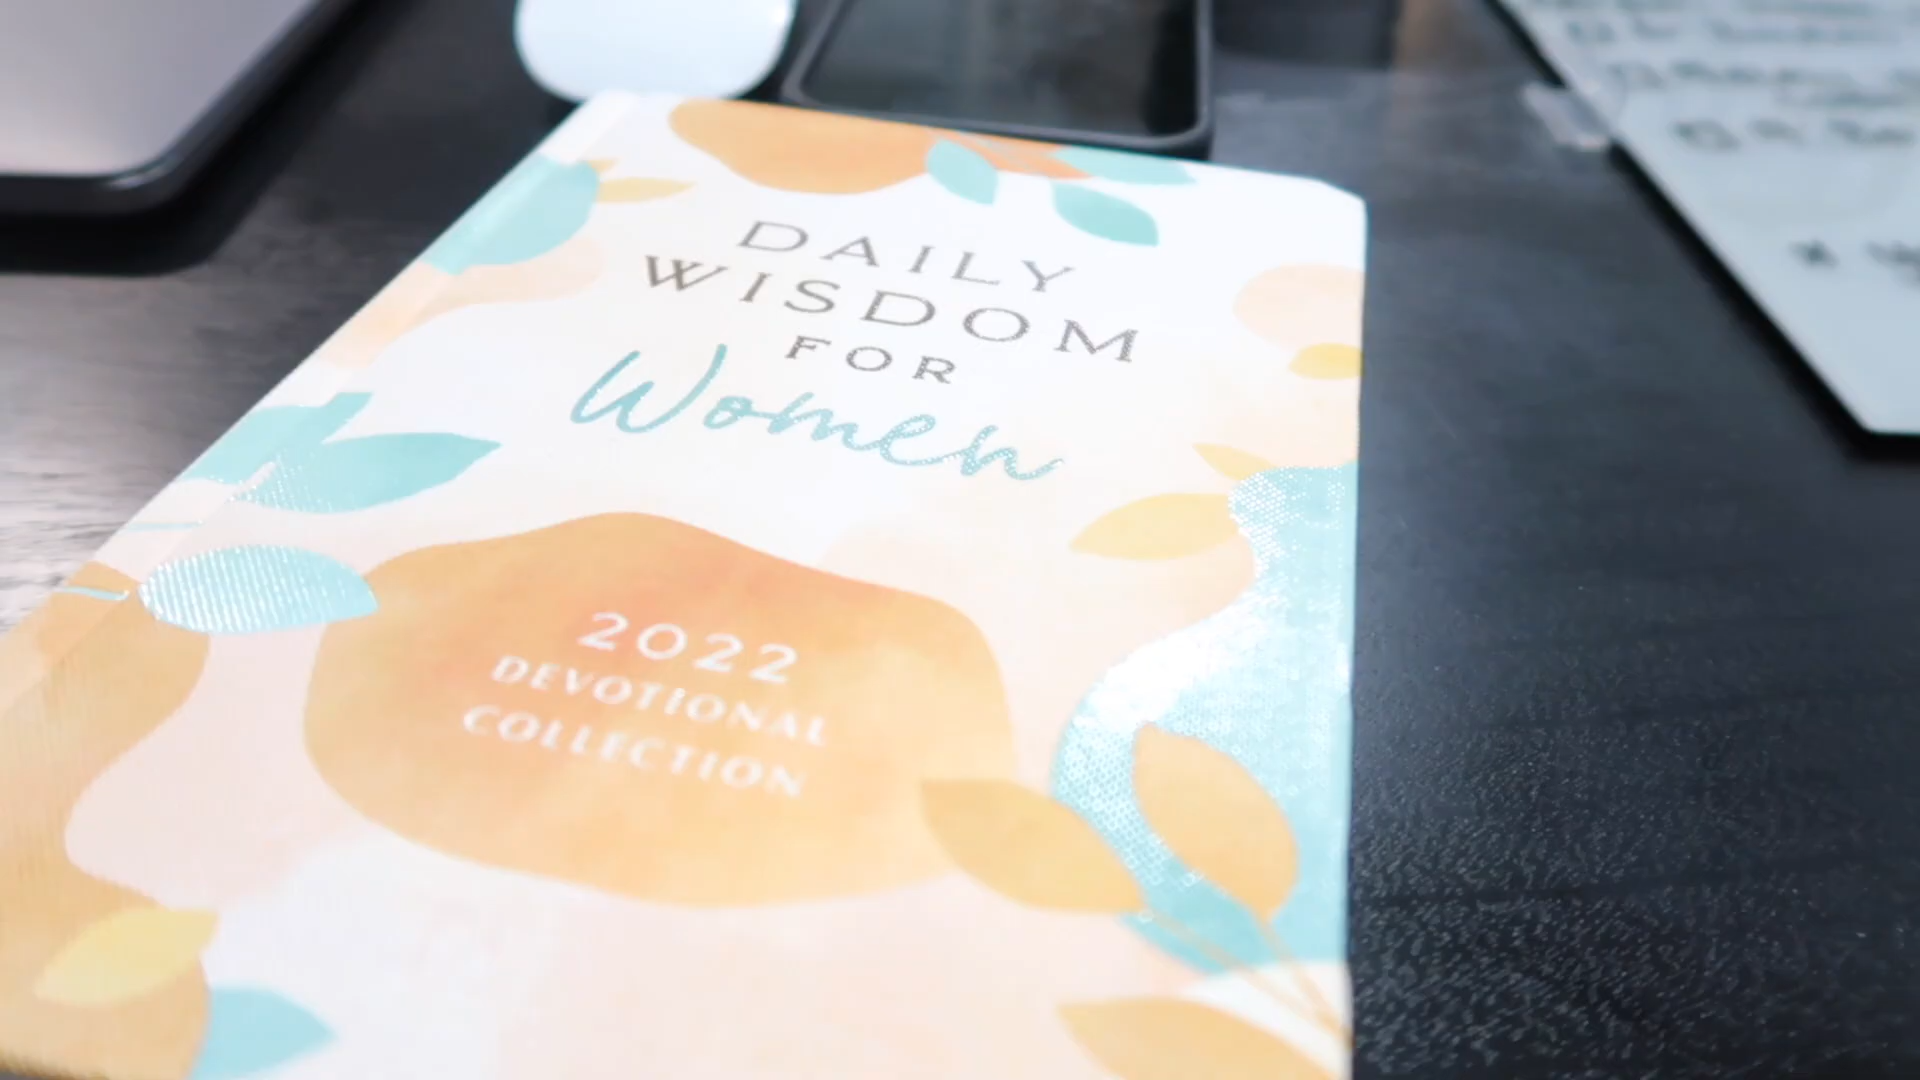 DAILY
WISDOM
FOR
Women
2022
DEVOTIONAL
COLLECTION